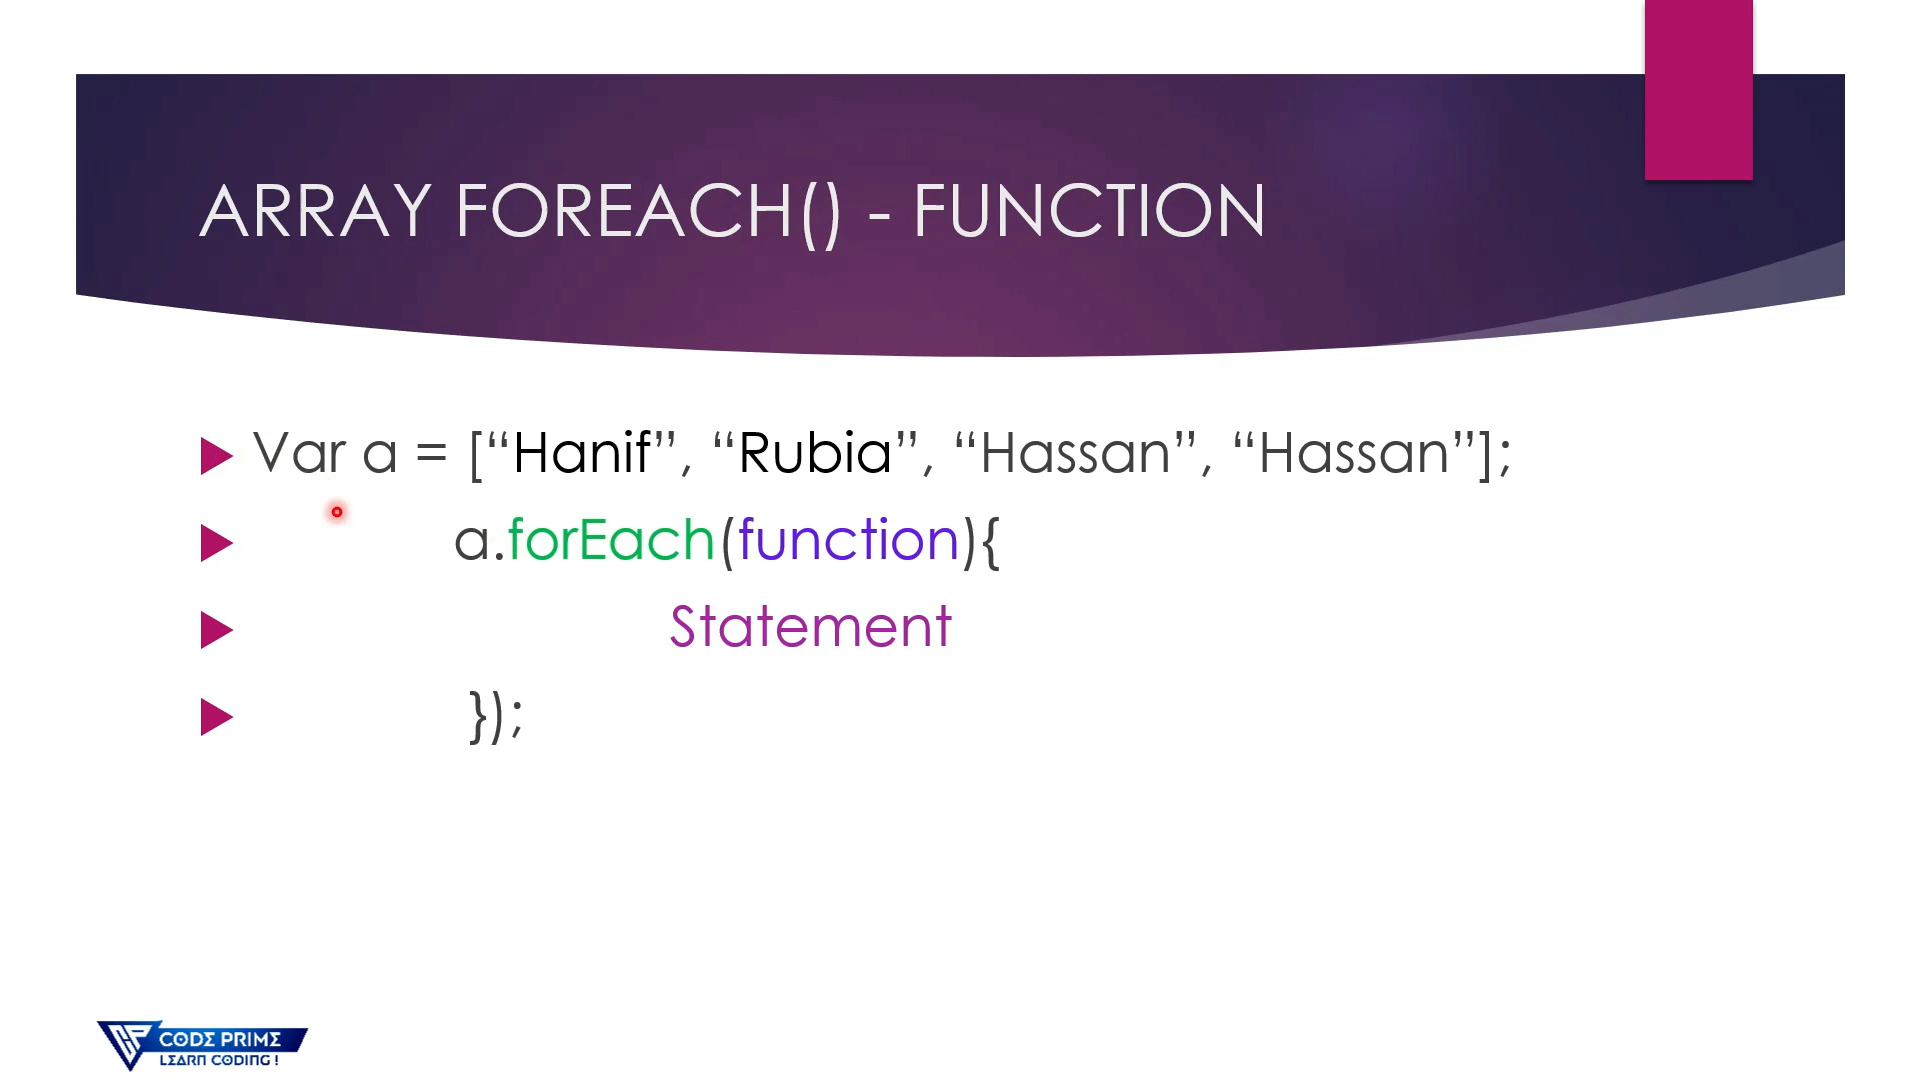 ARRAY FOREACH() - FUNCTION
Var a = [“Hanif”, “Rubia”, “Hassan”, “Hassan”];
a.forEach(function){
Statement
});
CODE PRIME
LEARN CODING !